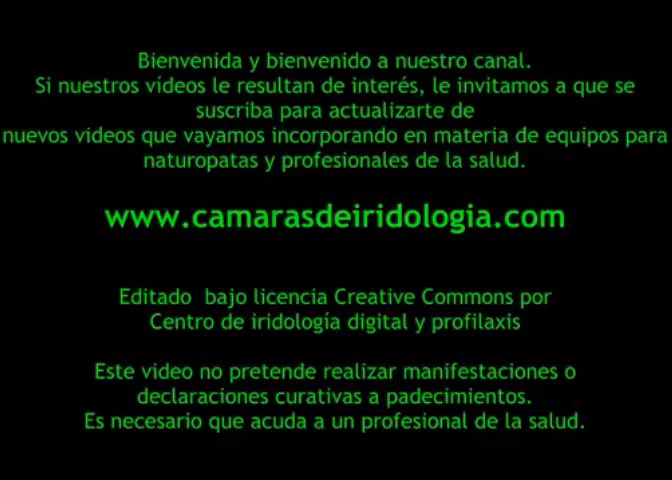 Bienvenida y bienvenido a nuestro canal.
Si nuestros vídeos le resultan de interés, le invitamos a que se
suscriba para actualizarte de
nuevos videos que vayamos incorporando en materia de equipos para
naturopatas y profesionales de la salud.
www.camarasdeiridologia.com
Editado bajo licencia Creative Commons por
Centro de iridología digital y profilaxis
Este video no pretende realizar manifestaciones o
declaraciones curativas a padecimientos.
Es necesario que acuda a un profesional de la salud.